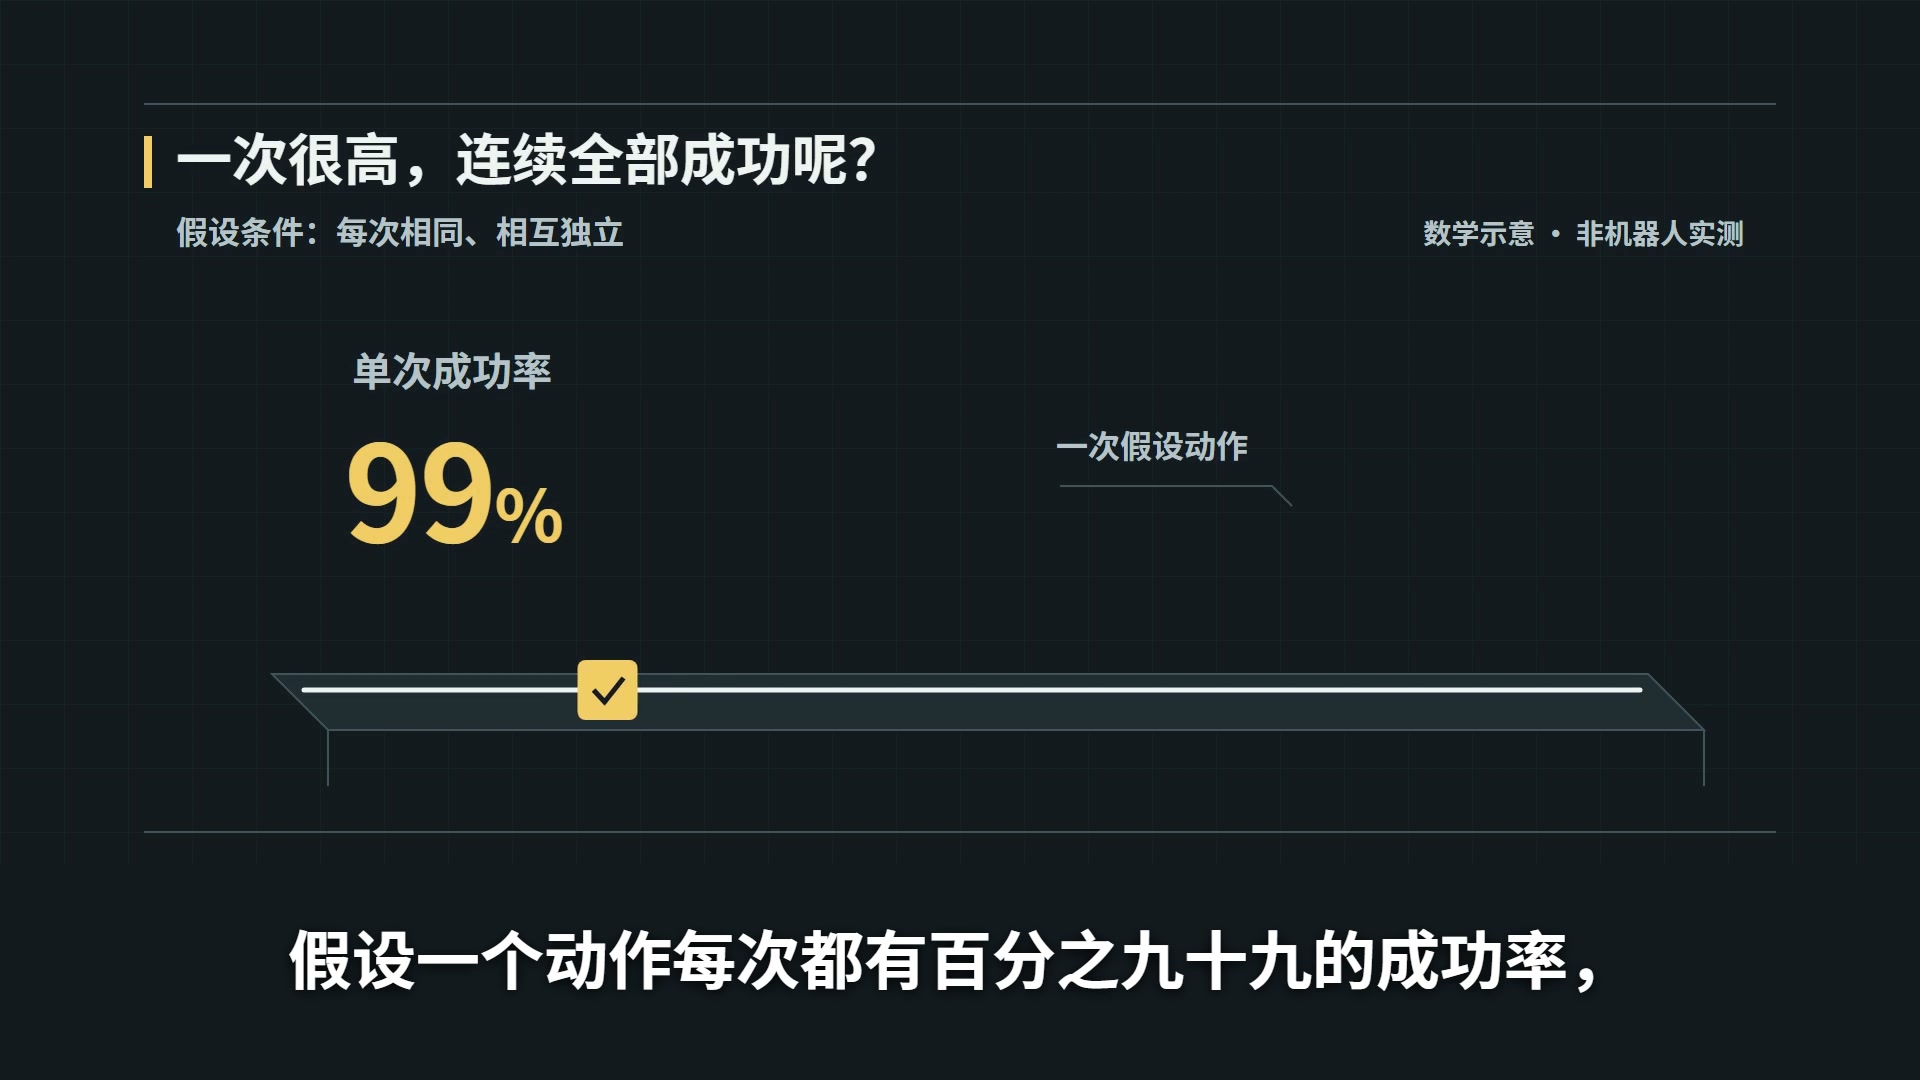 一次很高，连续全部成功呢？
假设条件：每次相同、相互独立
数学示意 · 非机器人实测
单次成功率
99%
一次假设动作
假设一个动作每次都有百分之九十九的成功率，